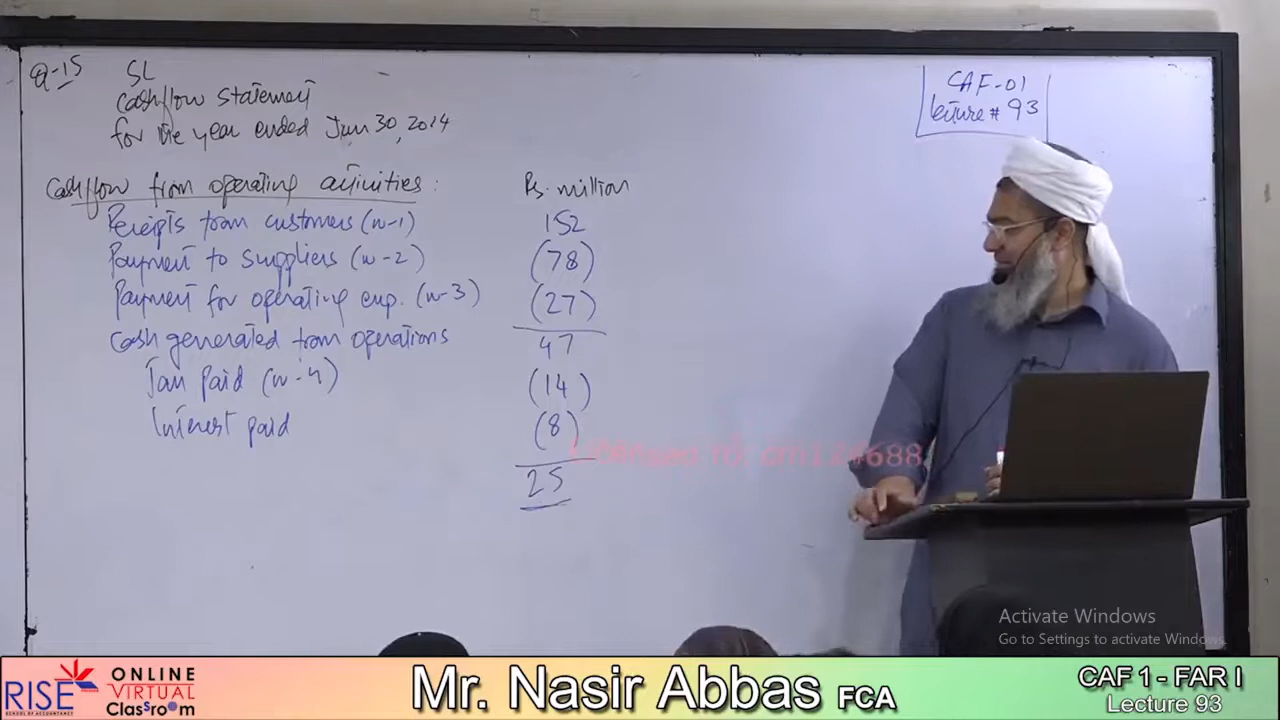 Q-15 SL
Cashflow statement
for the year ended Jun 30, 2014
CAF-01
lecture # 93
Cashflow from operating activities: Rs. million
Receipts from customers (w-1) 152
Payment to suppliers (w-2) (78)
Payment for operating exp. (w-3) (27)
Cash generated from operations 47
Tax paid (w-4) (14)
Interest paid (8)
25
Activate Windows
Go to Settings to activate Windows.
RISE
SCHOOL OF ACCOUNTANCY
ONLINE
VIRTUAL
Classroom
Mr. Nasir Abbas FCA
CAF 1 - FAR I
Lecture 93